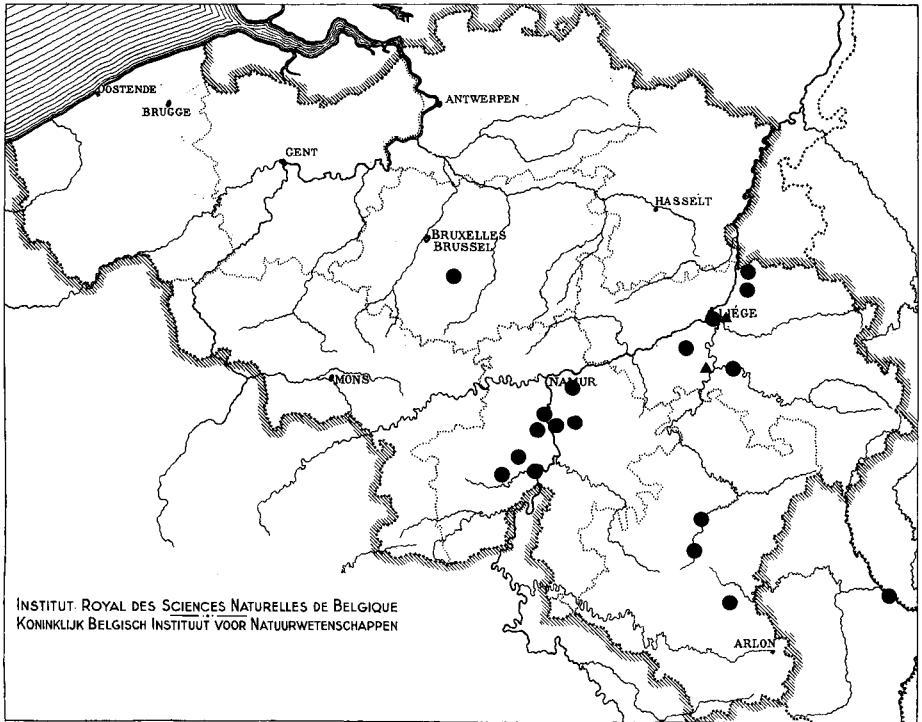 OOSTENDE
BRUGGE
ANTWERPEN
GENT
HASSELT
BRUXELLES
BRUSSEL
LIÉGE
MONS
NAMUR
INSTITUT ROYAL DES SCIENCES NATURELLES DE BELGIQUE
KONINKLIJK BELGISCH INSTITUUT VOOR NATUURWETENSCHAPPEN
ARLON